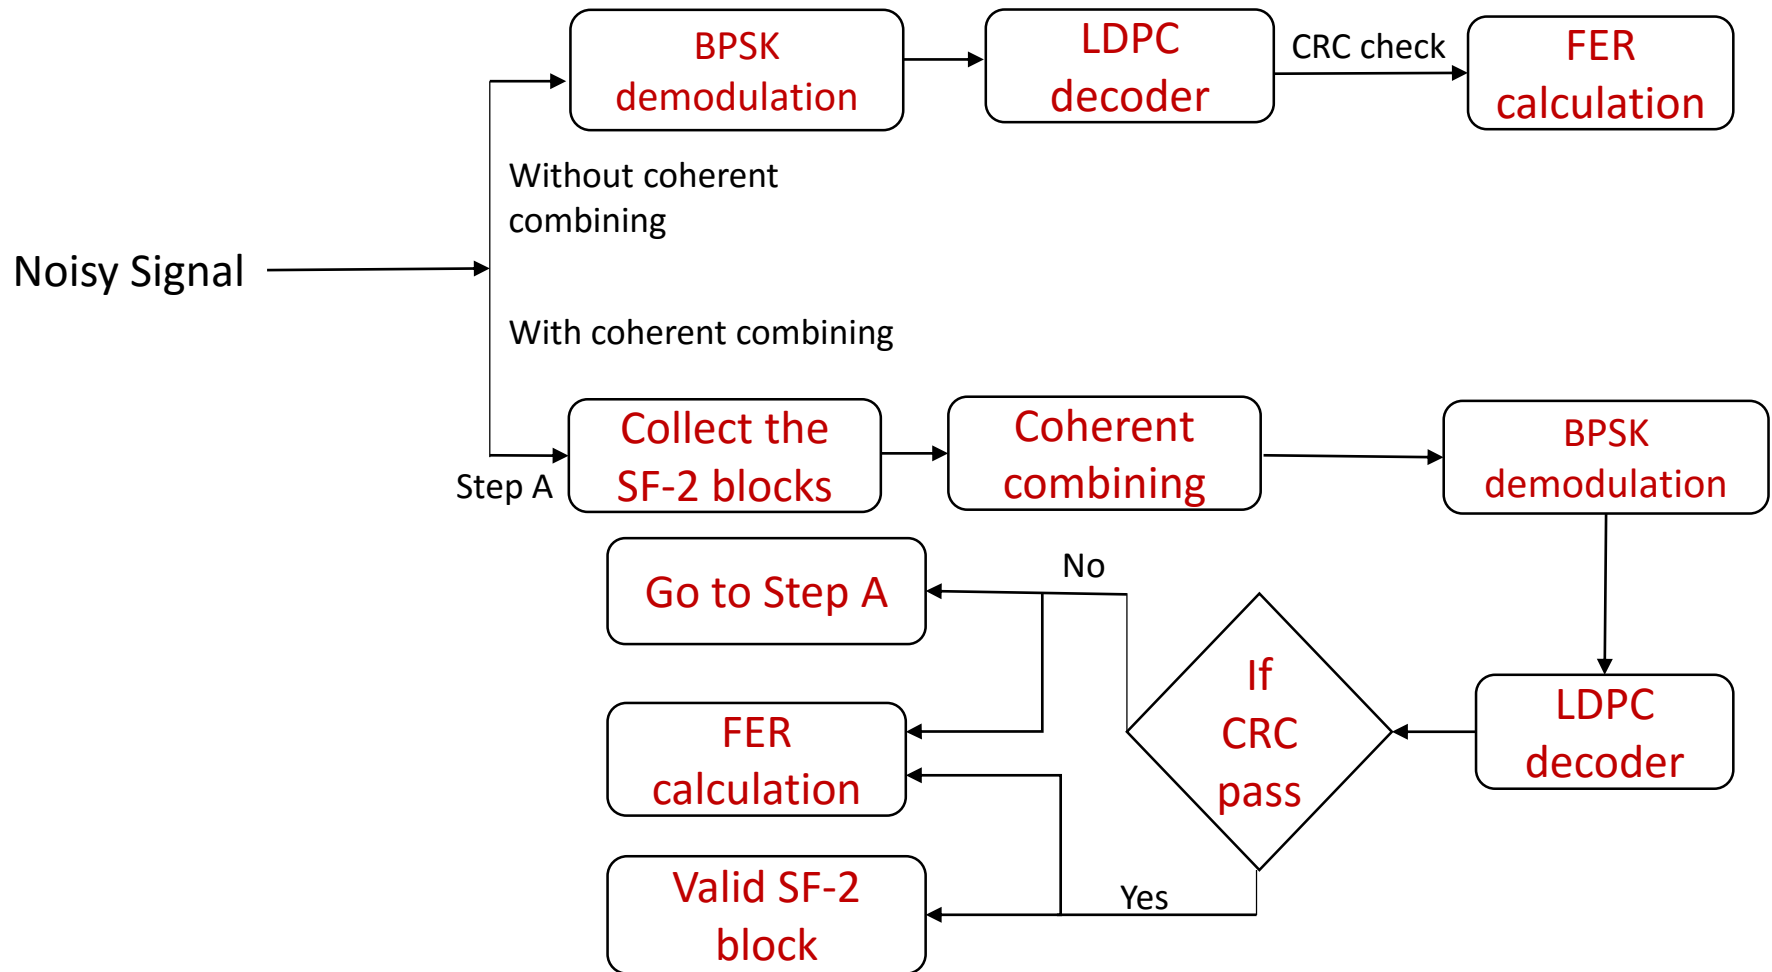 BPSK
demodulation
LDPC
decoder
CRC check
FER
calculation
Without coherent
combining
Noisy Signal
With coherent combining
Step A
Collect the
SF-2 blocks
Coherent
combining
BPSK
demodulation
No
Go to Step A
If
CRC
pass
LDPC
decoder
FER
calculation
Yes
Valid SF-2
block